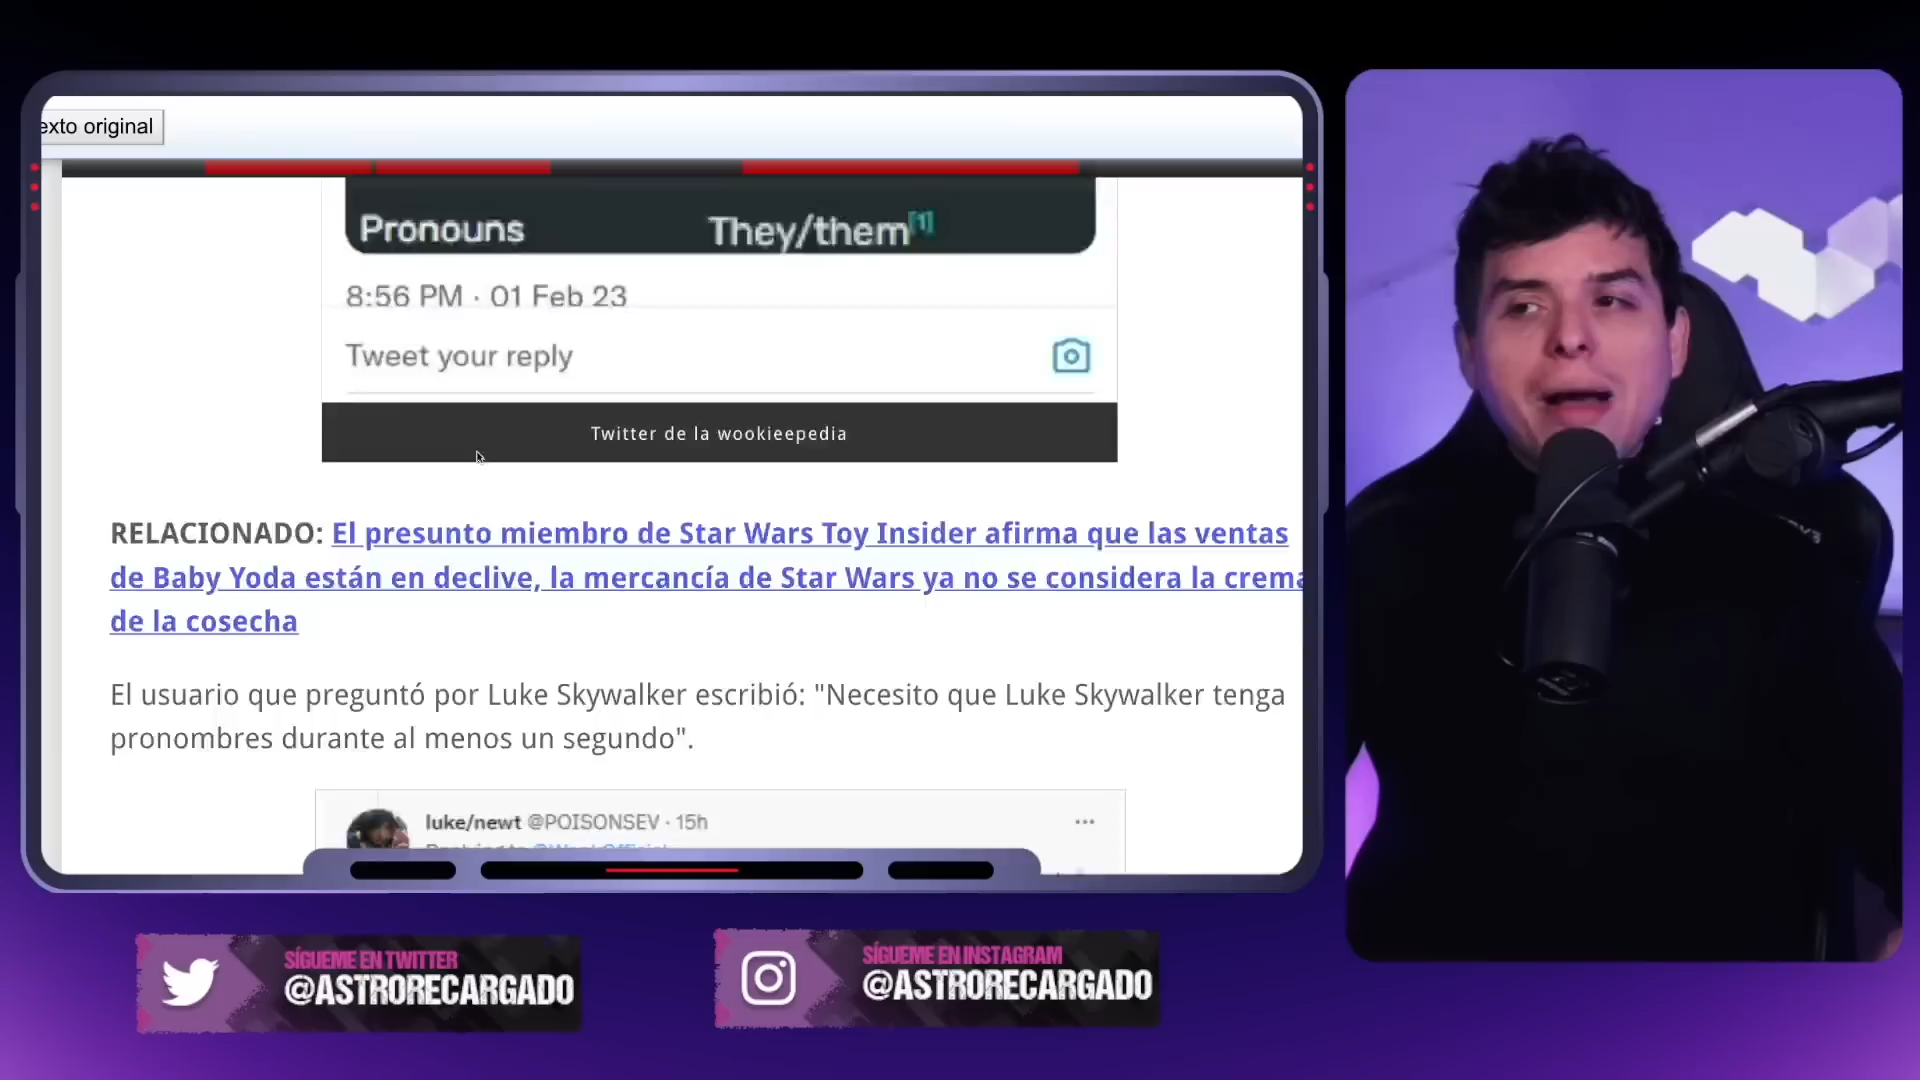 exto original
Pronouns They/them[1]
8:56 PM · 01 Feb 23
Tweet your reply
Twitter de la wookieepedia
RELACIONADO: El presunto miembro de Star Wars Toy Insider afirma que las ventas
de Baby Yoda están en declive, la mercancía de Star Wars ya no se considera la crema
de la cosecha
El usuario que preguntó por Luke Skywalker escribió: "Necesito que Luke Skywalker tenga
pronombres durante al menos un segundo".
luke/newt @POISONSEV · 15h
SÍGUEME EN TWITTER
@ASTRORECARGADO
SÍGUEME EN INSTAGRAM
@ASTRORECARGADO